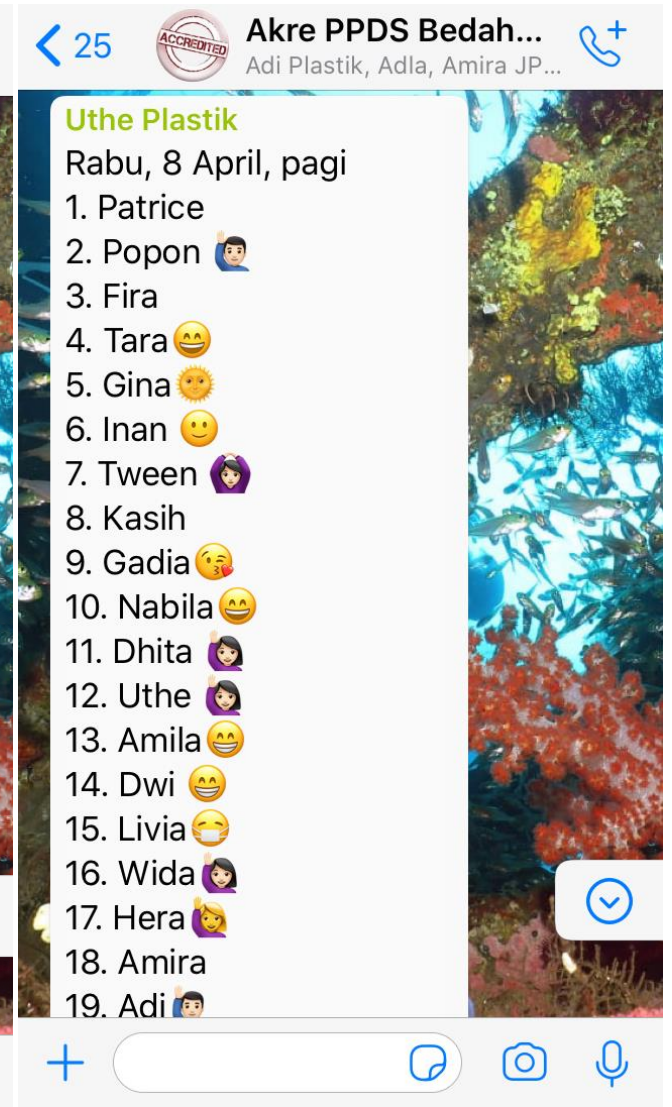 25
ACCREDITED
Akre PPDS Bedah...
Adi Plastik, Adla, Amira JP...
Uthe Plastik
Rabu, 8 April, pagi
1. Patrice
2. Popon 🙋🏻‍♂️
3. Fira
4. Tara😄
5. Gina🌞
6. Inan 🙂
7. Tween 🙆🏻‍♀️
8. Kasih
9. Gadia😘
10. Nabila😄
11. Dhita 🙋🏻‍♀️
12. Uthe 🙋🏻‍♀️
13. Amila😁
14. Dwi 😁
15. Livia😷
16. Wida🙋🏻‍♀️
17. Hera🙋‍♀️
18. Amira
19. Adi🙋🏻‍♂️